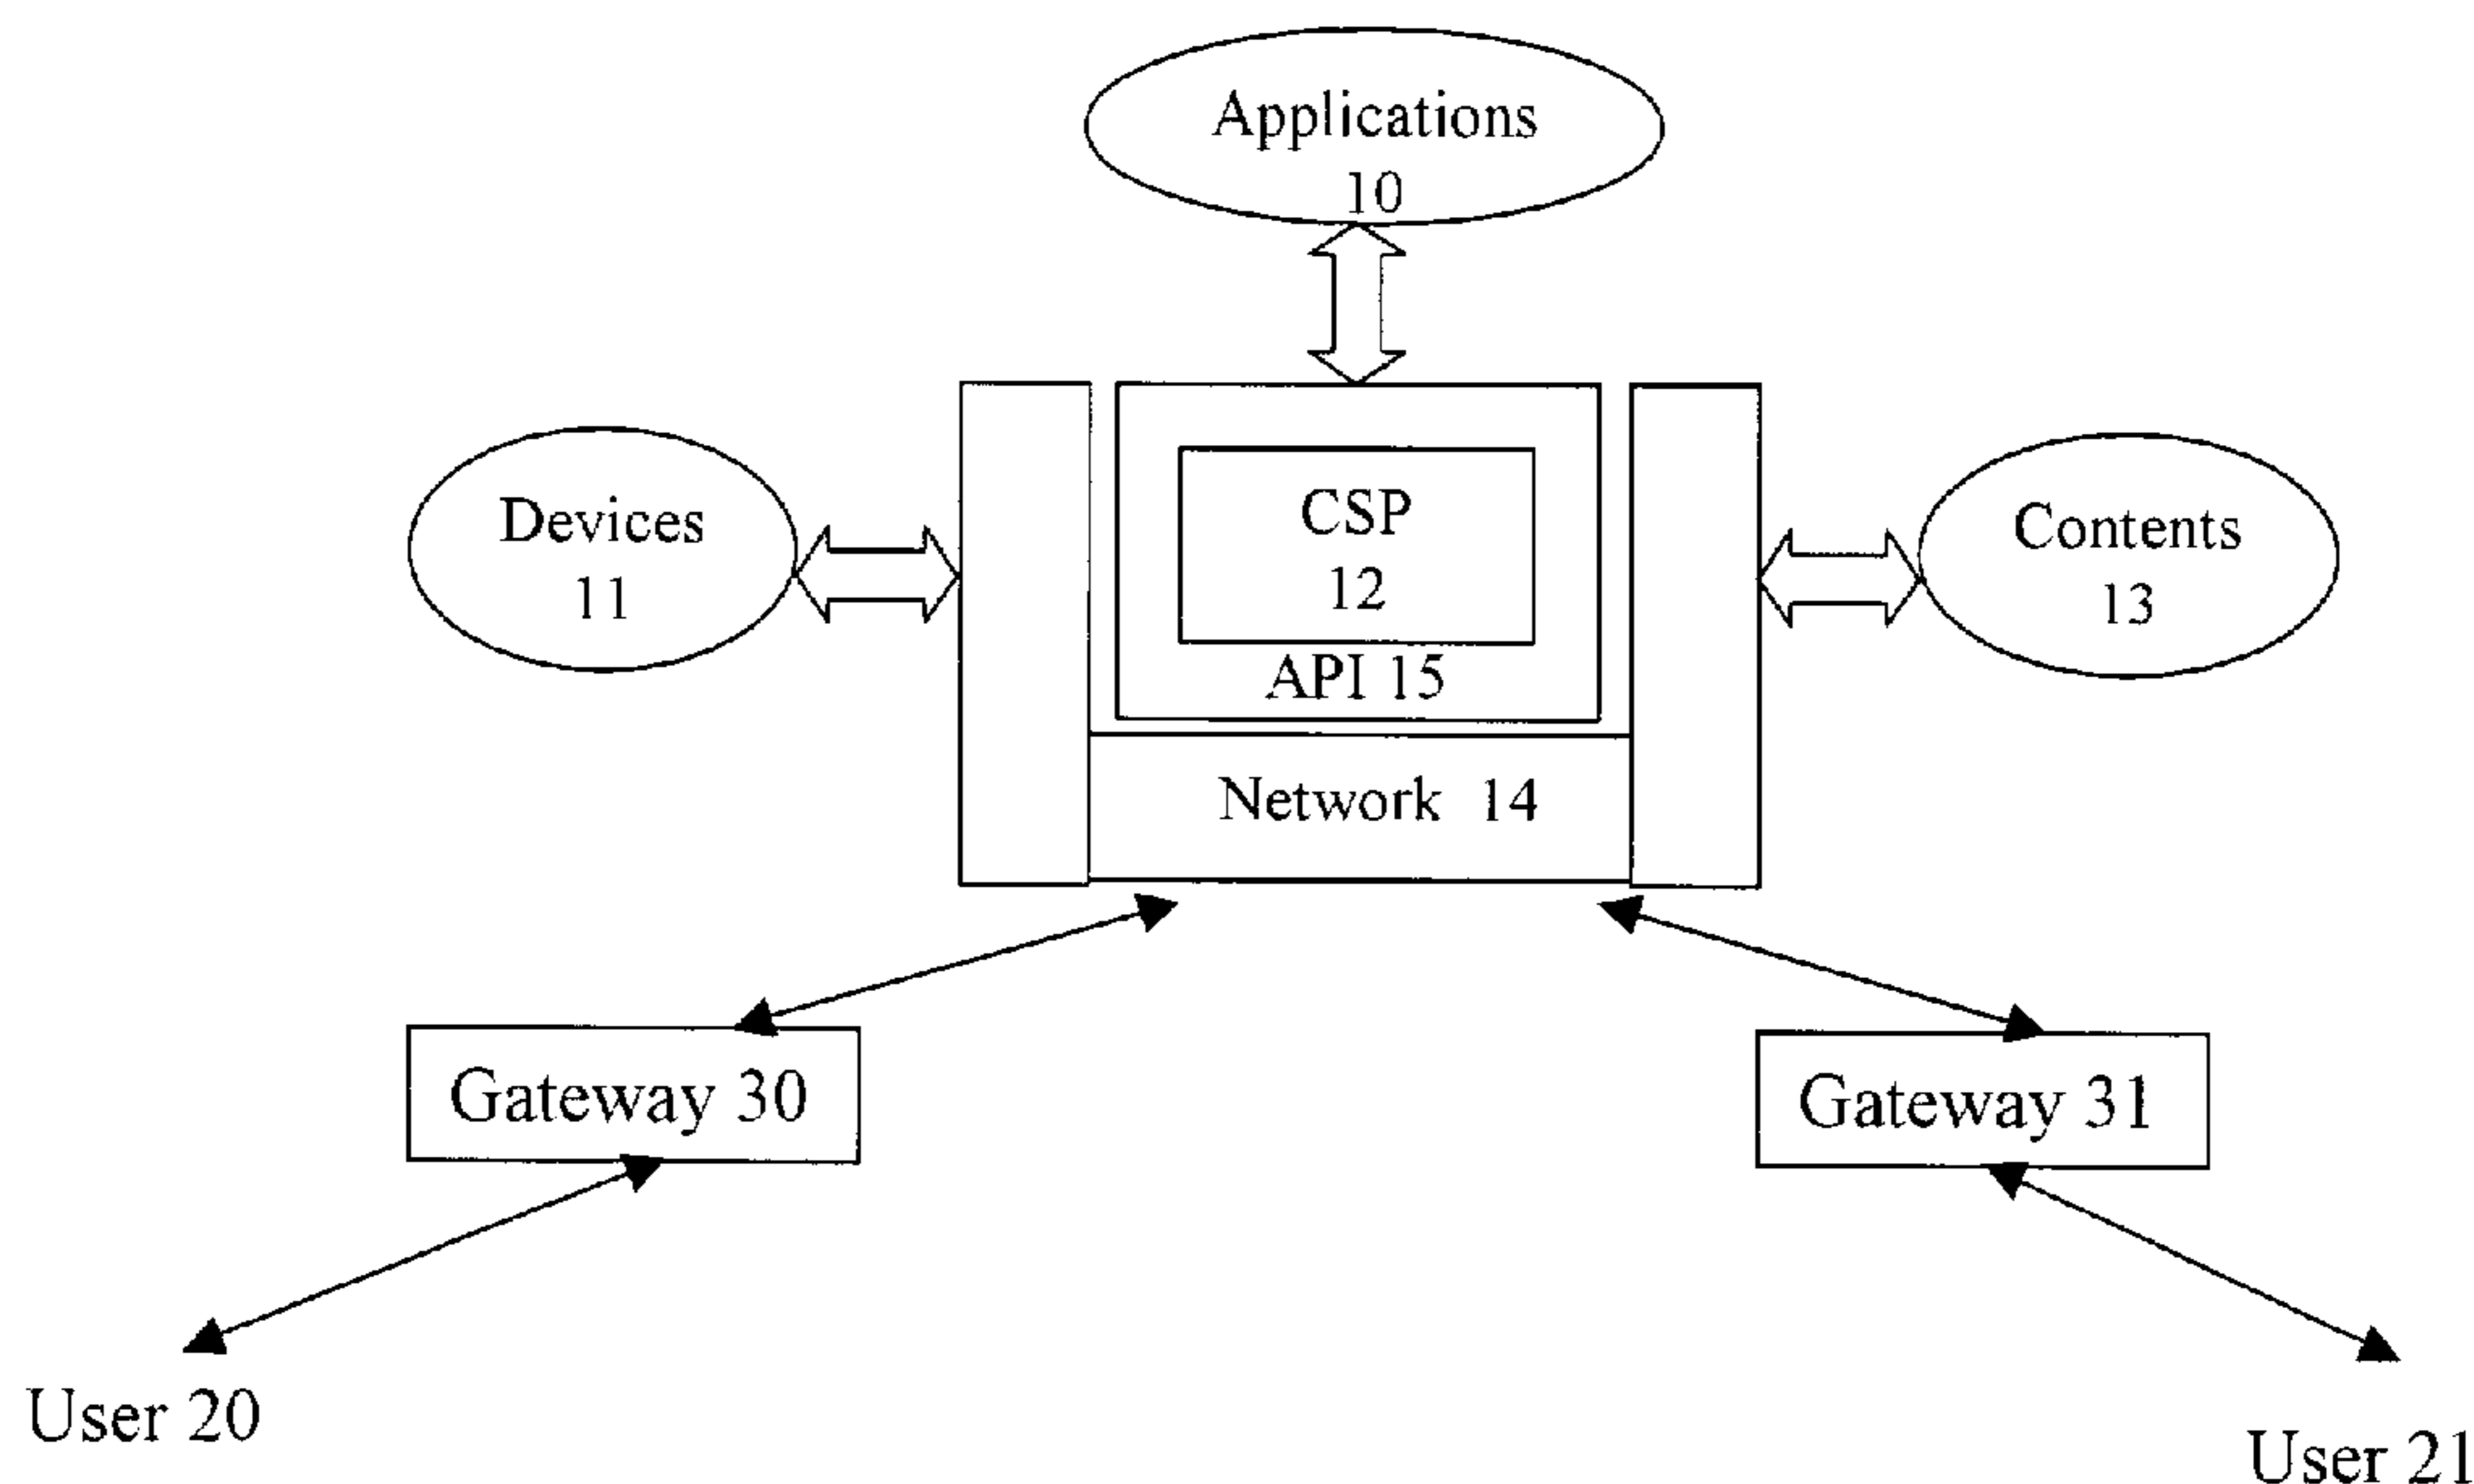 Applications
10
Devices
11
CSP
12
API 15
Contents
13
Network 14
Gateway 30
Gateway 31
User 20
User 21